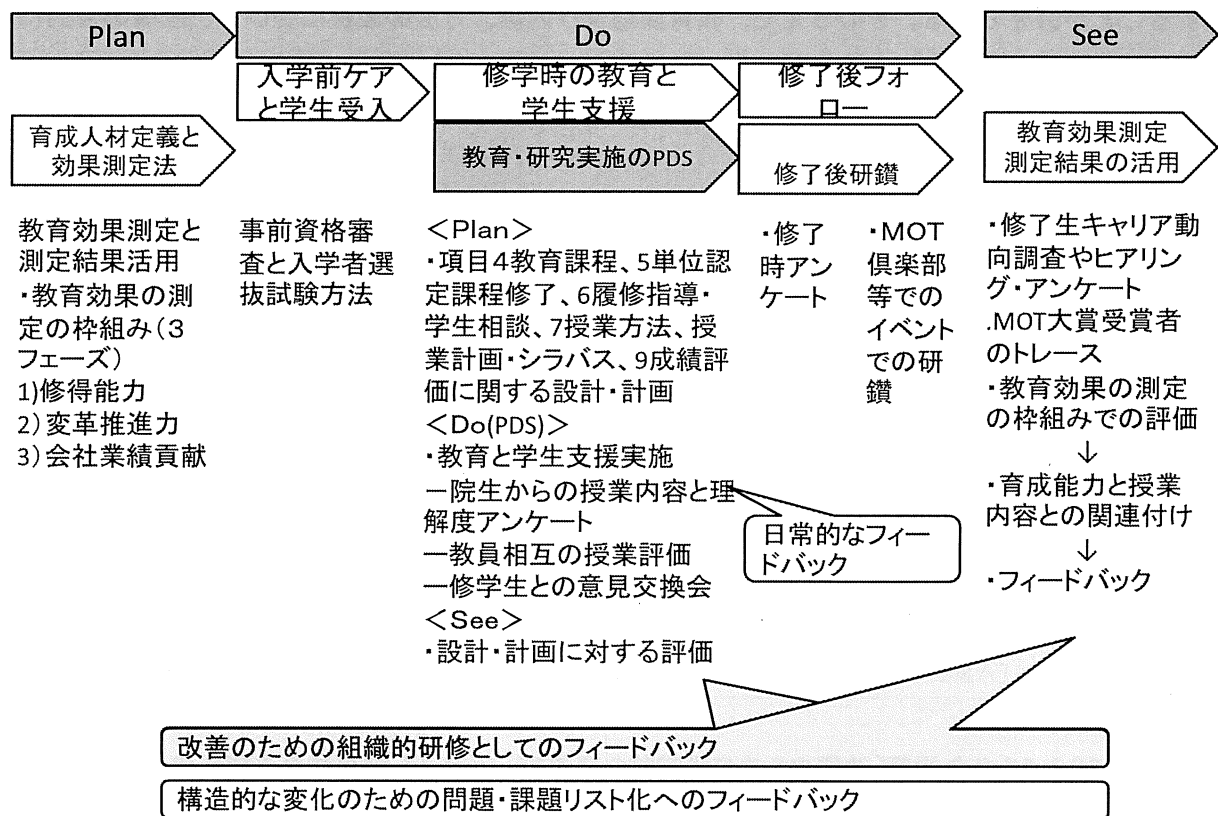 Plan
Do
See
入学前ケア
と学生受入
修学時の教育と
学生支援
修了後フォ
ロー
育成人材定義と
効果測定法
教育・研究実施のPDS
修了後研鑽
教育効果測定
測定結果の活用
教育効果測定と
測定結果活用
・教育効果の測
定の枠組み(3
フェーズ)
1)修得能力
2)変革推進力
3)会社業績貢献
事前資格審
査と入学者選
抜試験方法
<Plan>
・項目4教育課程、5単位認
定課程修了、6履修指導・
学生相談、7授業方法、授
業計画・シラバス、9成績評
価に関する設計・計画
<Do(PDS)>
・教育と学生支援実施
ー院生からの授業内容と理
解度アンケート
ー教員相互の授業評価
ー修学生との意見交換会
<See>
・設計・計画に対する評価
・修了
時アン
ケート
・MOT
倶楽部
等での
イベント
での研
鑽
日常的なフィー
ドバック
・修了生キャリア動
向調査やヒアリン
グ・アンケート
.MOT大賞受賞者
のトレース
・教育効果の測定
の枠組みでの評価
↓
・育成能力と授業
内容との関連付け
↓
・フィードバック
改善のための組織的研修としてのフィードバック
構造的な変化のための問題・課題リスト化へのフィードバック